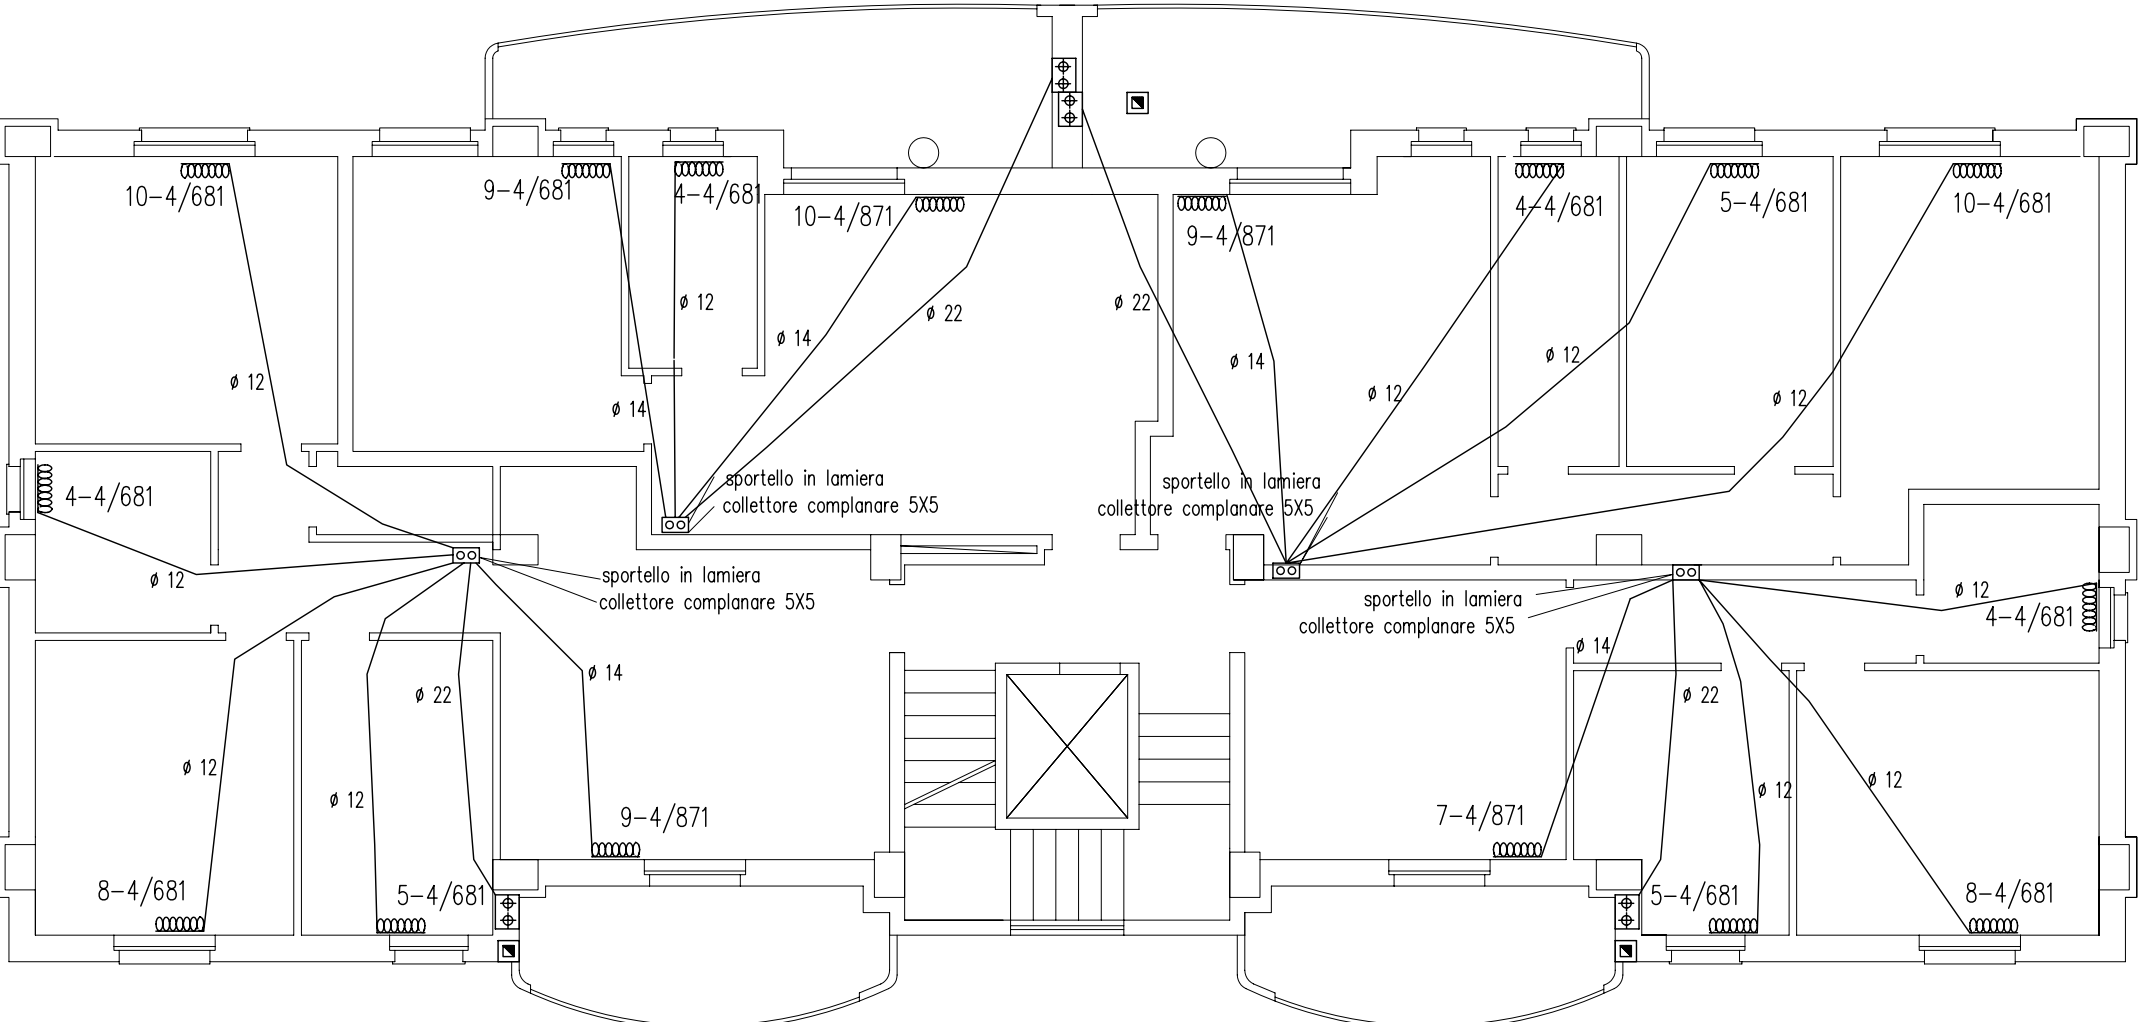 10-4/681
9-4/681
4-4/681
10-4/871
9-4/871
4-4/681
5-4/681
10-4/681
ø 12
ø 22
ø 22
ø 14
ø 14
ø 12
ø 12
ø 12
ø 14
ø 12
sportello in lamiera
collettore complanare 5X5
sportello in lamiera
collettore complanare 5X5
4-4/681
ø 12
sportello in lamiera
collettore complanare 5X5
sportello in lamiera
collettore complanare 5X5
ø 12
4-4/681
ø 14
ø 14
ø 22
ø 22
ø 12
ø 12
ø 12
ø 12
9-4/871
7-4/871
8-4/681
5-4/681
5-4/681
8-4/681